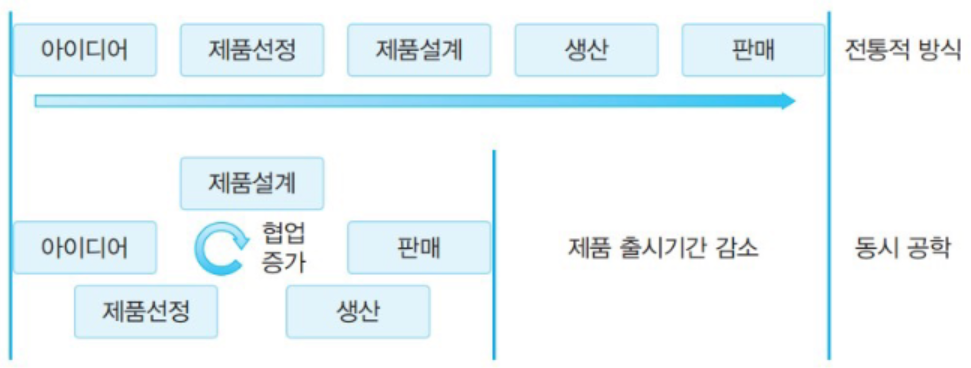 아이디어 제품선정 제품설계 생산 판매 전통적 방식
제품설계
아이디어 협업 증가 판매 제품 출시기간 감소 동시 공학
제품선정 생산